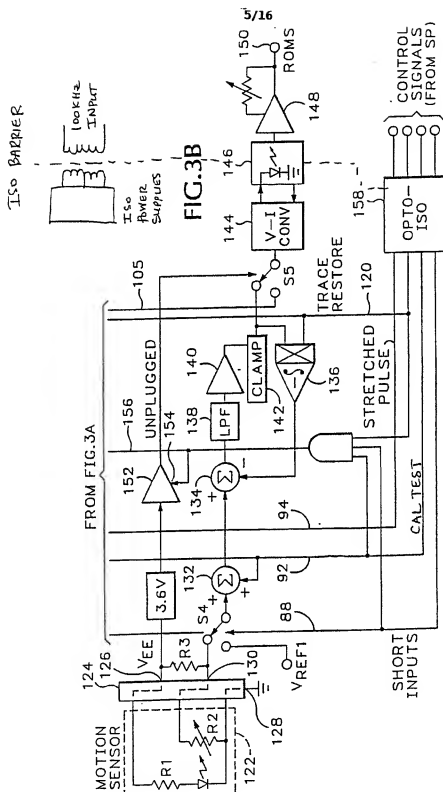 5/16
ISO BARRIER
100KHZ
INPUT
ISO
POWER
SUPPLIES
FIG.3B
FROM FIG.3A
150
ROMS
148
146
144
V-I
CONV
S5
105
UNPLUGGED
156
152
154
3.6V
140
138
LPF
CLAMP
142
134
+
-
136
∫
-
TRACE
RESTORE
120
132
Σ
Σ
+
+
S4
R3
VEE
126
124
130
128
VREF1
MOTION
SENSOR
R1
R2
122
88
92
94
SHORT
INPUTS
CAL TEST
STRETCHED
PULSE
158
OPTO-
ISO
CONTROL
SIGNALS
(FROM SP)